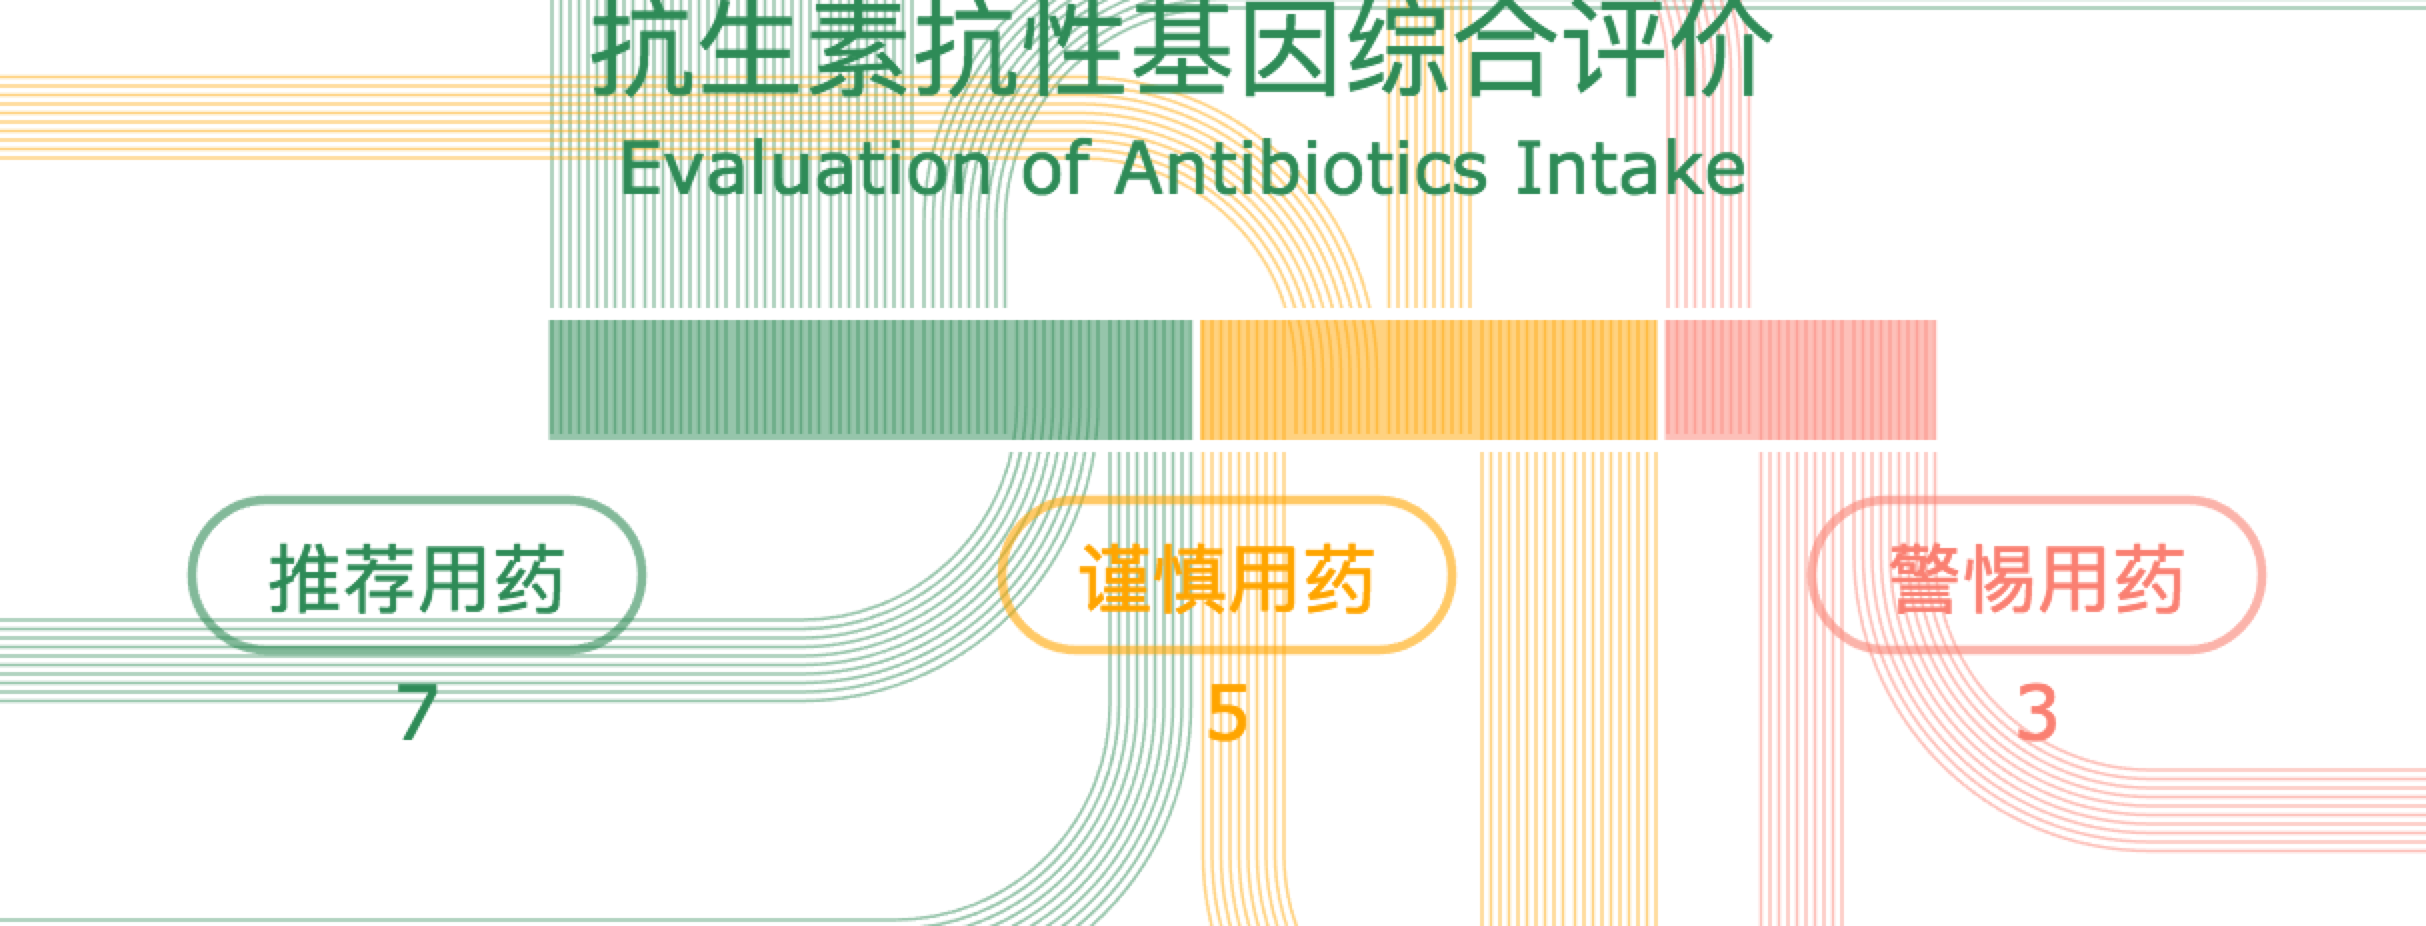 抗生素抗性基因综合评价
Evaluation of Antibiotics Intake
推荐用药
谨慎用药
警惕用药
7
5
3